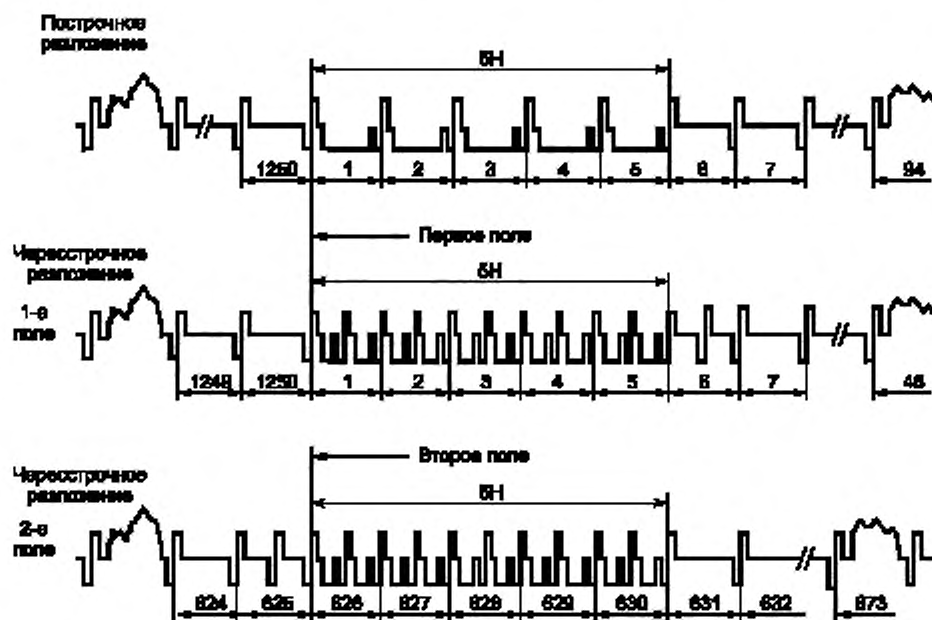 Построчное
разложение
5H
1250 1 2 3 4 5 6 7 94
Первое поле
Чересстрочное
разложение
1-е
поле
5H
1249 1250 1 2 3 4 5 6 7 48
Второе поле
Чересстрочное
разложение
2-е
поле
5H
624 625 626 627 628 629 630 631 632 673